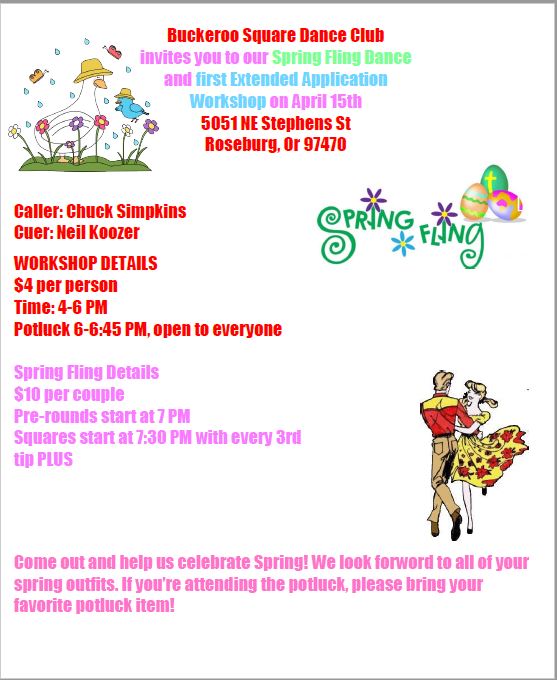 Buckeroo Square Dance Club
invites you to our Spring Fling Dance
and first Extended Application
Workshop on April 15th
5051 NE Stephens St
Roseburg, Or 97470
Caller: Chuck Simpkins
Cuer: Neil Koozer
SPRING FLING
WORKSHOP DETAILS
$4 per person
Time: 4-6 PM
Potluck 6-6:45 PM, open to everyone
Spring Fling Details
$10 per couple
Pre-rounds start at 7 PM
Squares start at 7:30 PM with every 3rd
tip PLUS
Come out and help us celebrate Spring! We look forward to all of your
spring outfits. If you're attending the potluck, please bring your
favorite potluck item!